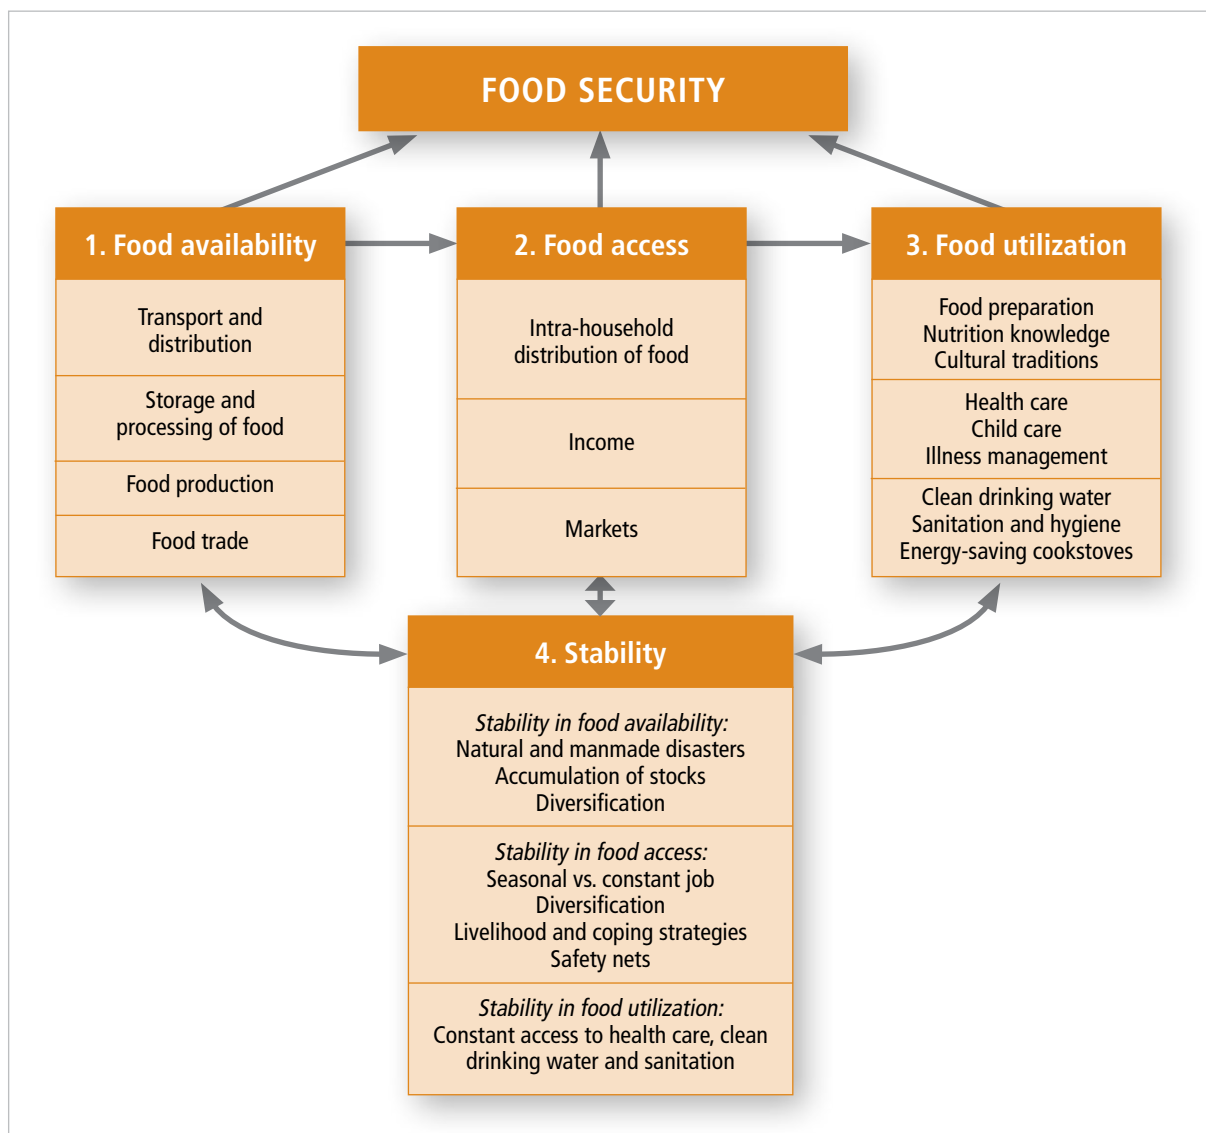 FOOD SECURITY
1. Food availability
Transport and
distribution
Storage and
processing of food
Food production
Food trade
2. Food access
Intra-household
distribution of food
Income
Markets
3. Food utilization
Food preparation
Nutrition knowledge
Cultural traditions
Health care
Child care
Illness management
Clean drinking water
Sanitation and hygiene
Energy-saving cookstoves
4. Stability
Stability in food availability:
Natural and manmade disasters
Accumulation of stocks
Diversification
Stability in food access:
Seasonal vs. constant job
Diversification
Livelihood and coping strategies
Safety nets
Stability in food utilization:
Constant access to health care, clean
drinking water and sanitation